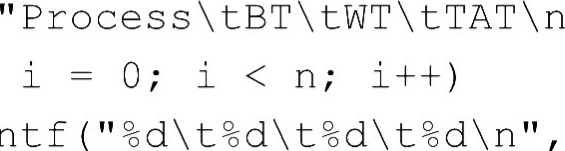 "Process\tBT\tWT\tTAT\n
i = 0; i < n; i++)
ntf("%d\t%d\t%d\t%d\n",